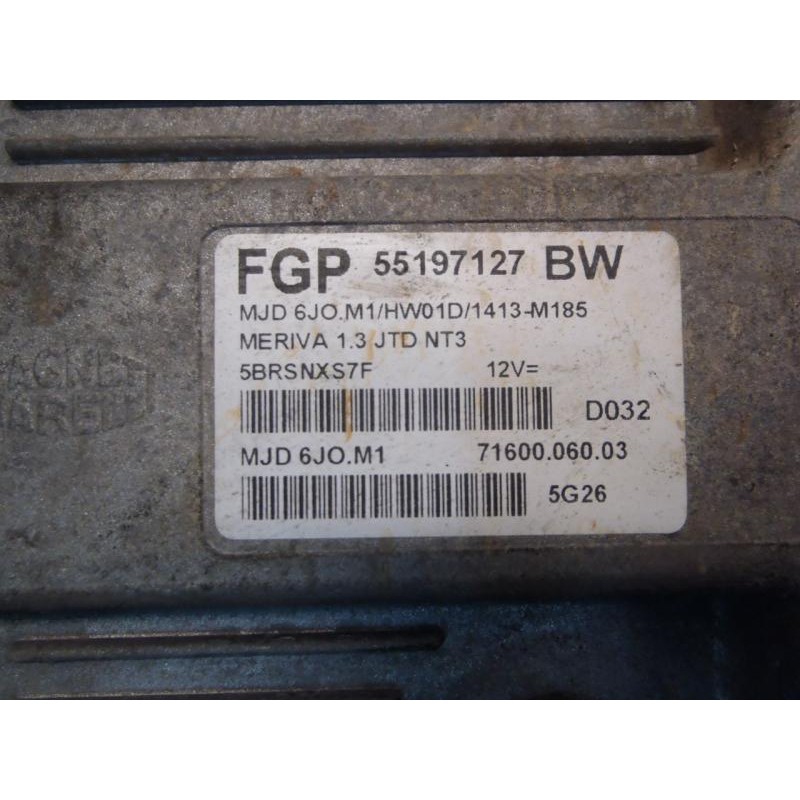 FGP 55197127 BW
MJD 6JO.M1/HW01D/1413-M185
MERIVA 1.3 JTD NT3
5BRSNXS7F 12V=
D032
MJD 6JO.M1 71600.060.03
5G26